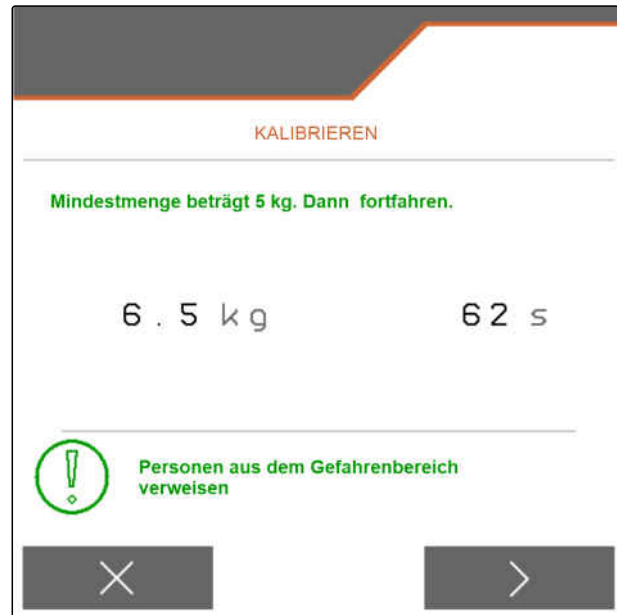 KALIBRIEREN
Mindestmenge beträgt 5 kg. Dann fortfahren.
6.5 kg 62 s
Personen aus dem Gefahrenbereich
verweisen